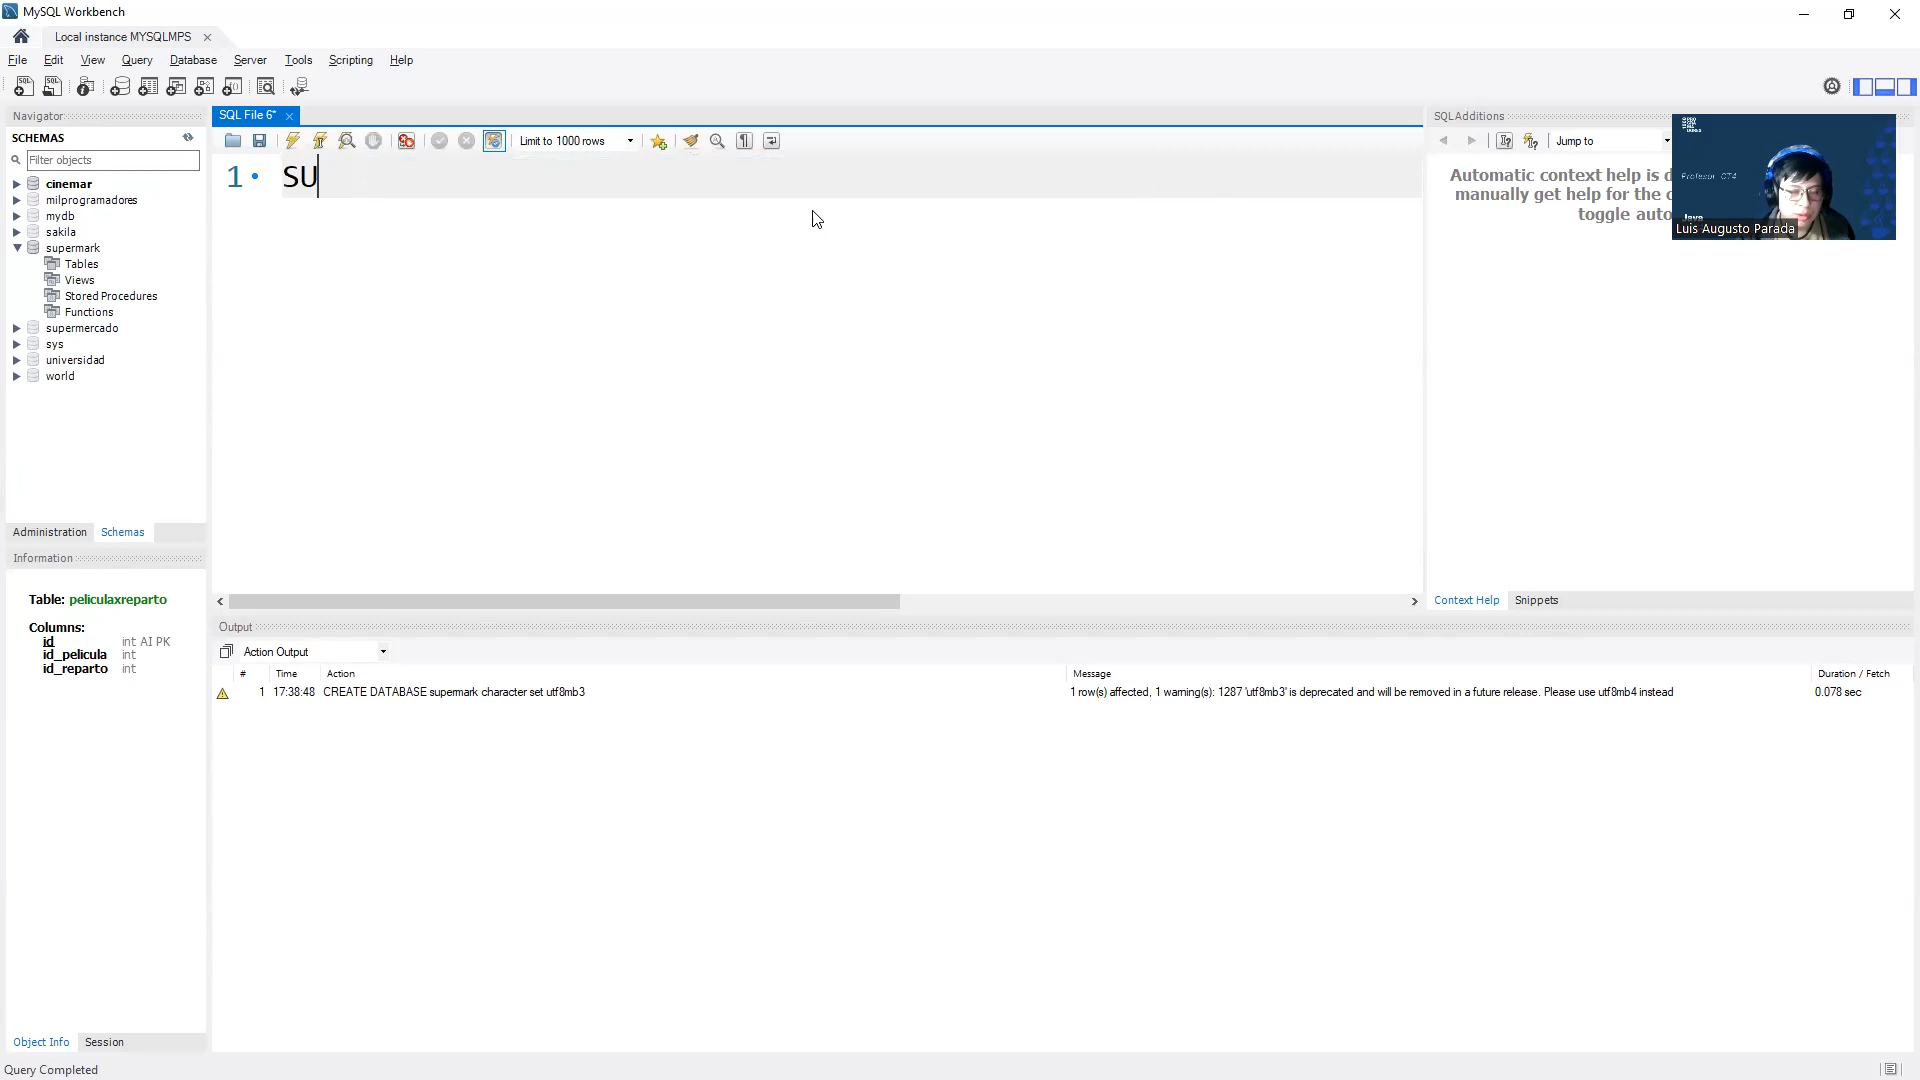 MySQL Workbench
Local instance MYSQLMPS
File Edit View Query Database Server Tools Scripting Help
Navigator
SCHEMAS
Filter objects
cinemar
milprogramadores
mydb
sakila
supermark
Tables
Views
Stored Procedures
Functions
supermercado
sys
universidad
world
Administration Schemas
Information
Table: peliculaxreparto
Columns:
id int AI PK
id_pelicula int
id_reparto int
Object Info Session
Query Completed
SQL File 6*
Limit to 1000 rows
1 SU
SQLAdditions
Jump to
Automatic context help is d
manually get help for the c
toggle auto
Profesor CT4
Java
Luis Augusto Parada
Context Help Snippets
Output
Action Output
# Time Action Message Duration / Fetch
1 17:38:48 CREATE DATABASE supermark character set utf8mb3 1 row(s) affected, 1 warning(s): 1287 'utf8mb3' is deprecated and will be removed in a future release. Please use utf8mb4 instead 0.078 sec